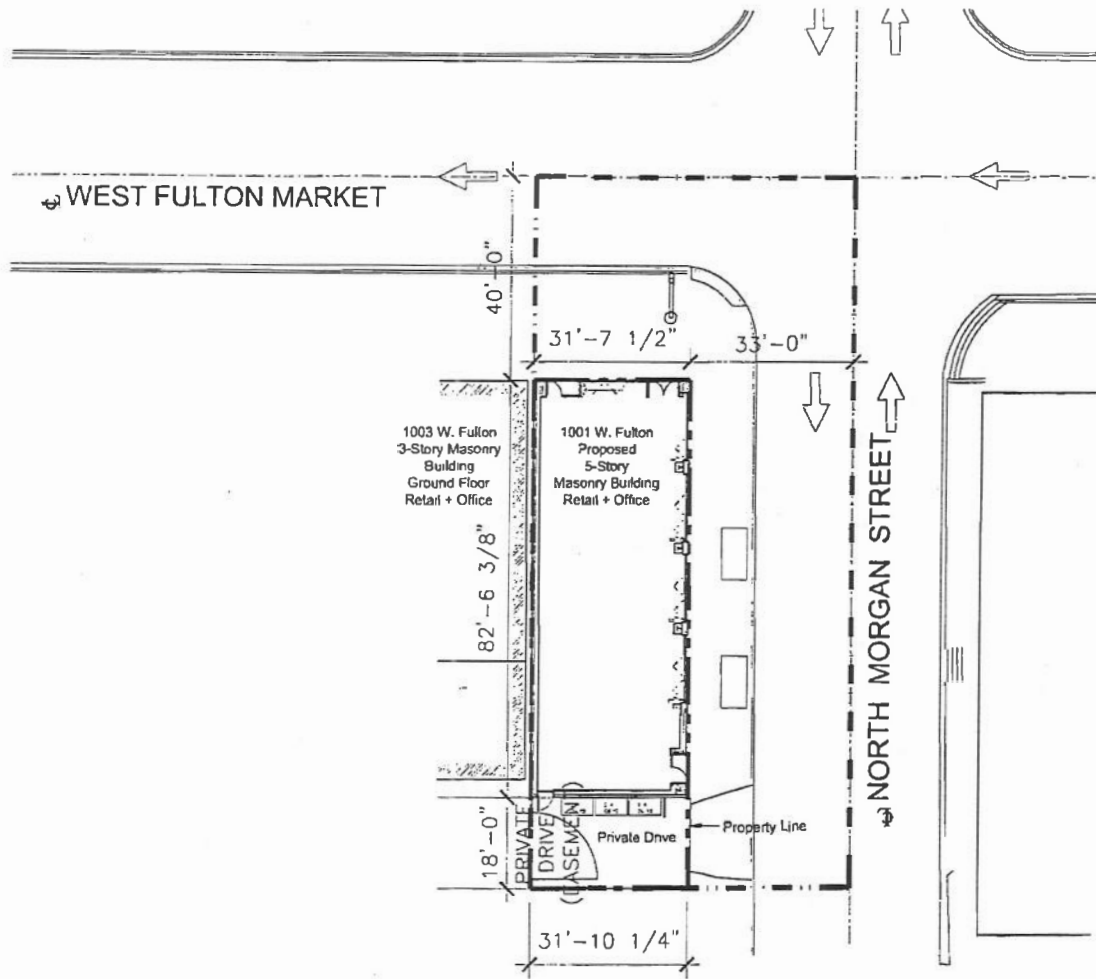 ℄ WEST FULTON MARKET
40'-0"
31'-7 1/2"
33'-0"
1003 W. Fulton
3-Story Masonry
Building
Ground Floor
Retail + Office
1001 W. Fulton
Proposed
5-Story
Masonry Building
Retail + Office
82'-6 3/8"
℄ NORTH MORGAN STREET
18'-0"
PRIVATE
DRIVE
(EASEMENT)
Private Drive
Property Line
31'-10 1/4"